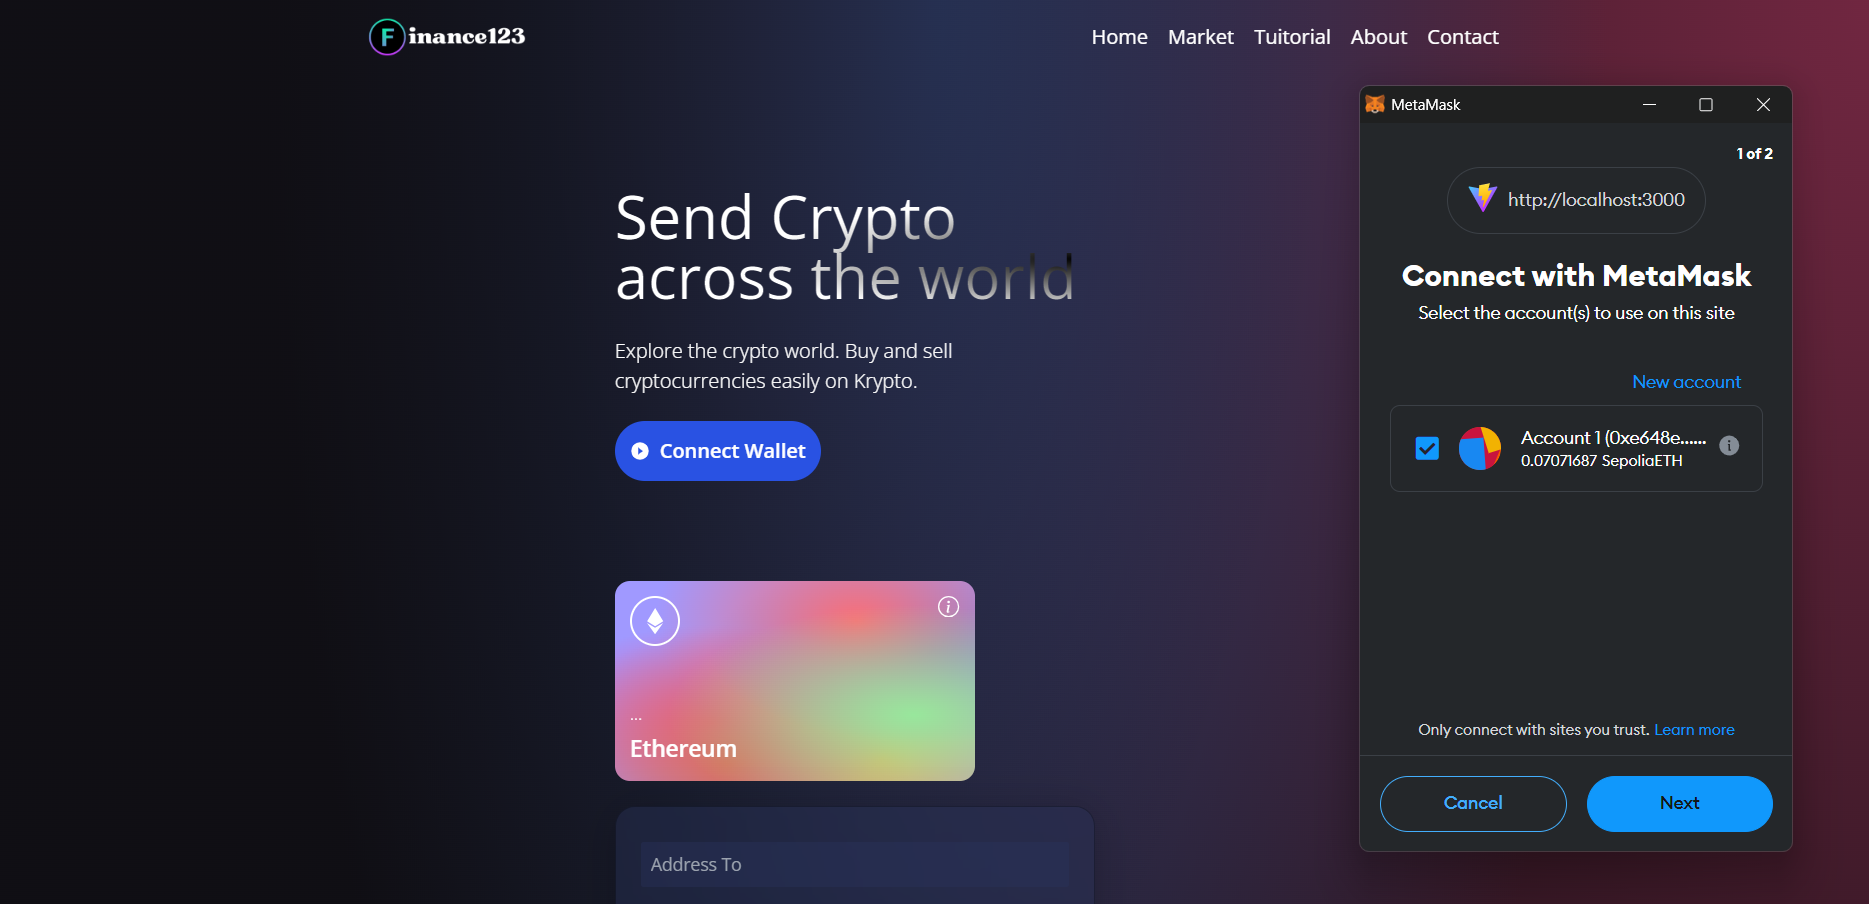 Finance123
Home Market Tuitorial About Contact
Send Crypto
across the world
Explore the crypto world. Buy and sell
cryptocurrencies easily on Krypto.
Connect Wallet
...
Ethereum
Address To
MetaMask
1 of 2
http://localhost:3000
Connect with MetaMask
Select the account(s) to use on this site
New account
Account 1 (0xe648e......
0.07071687 SepoliaETH
Only connect with sites you trust. Learn more
Cancel Next